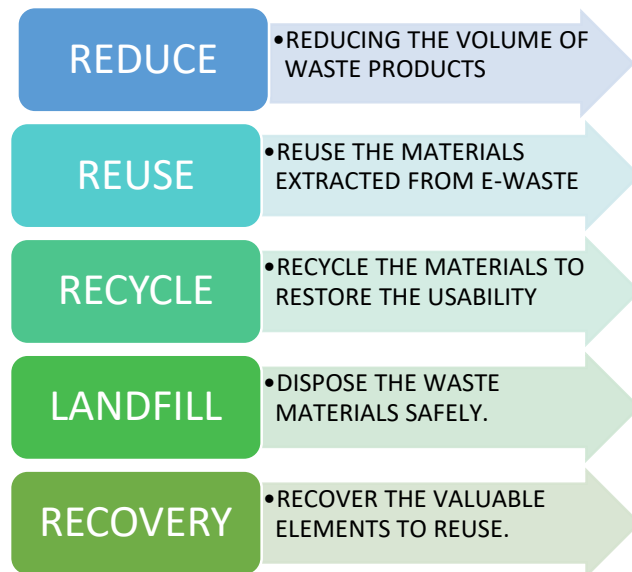 REDUCE
•REDUCING THE VOLUME OF
WASTE PRODUCTS
REUSE
•REUSE THE MATERIALS
EXTRACTED FROM E-WASTE
RECYCLE
•RECYCLE THE MATERIALS TO
RESTORE THE USABILITY
LANDFILL
•DISPOSE THE WASTE
MATERIALS SAFELY.
RECOVERY
•RECOVER THE VALUABLE
ELEMENTS TO REUSE.